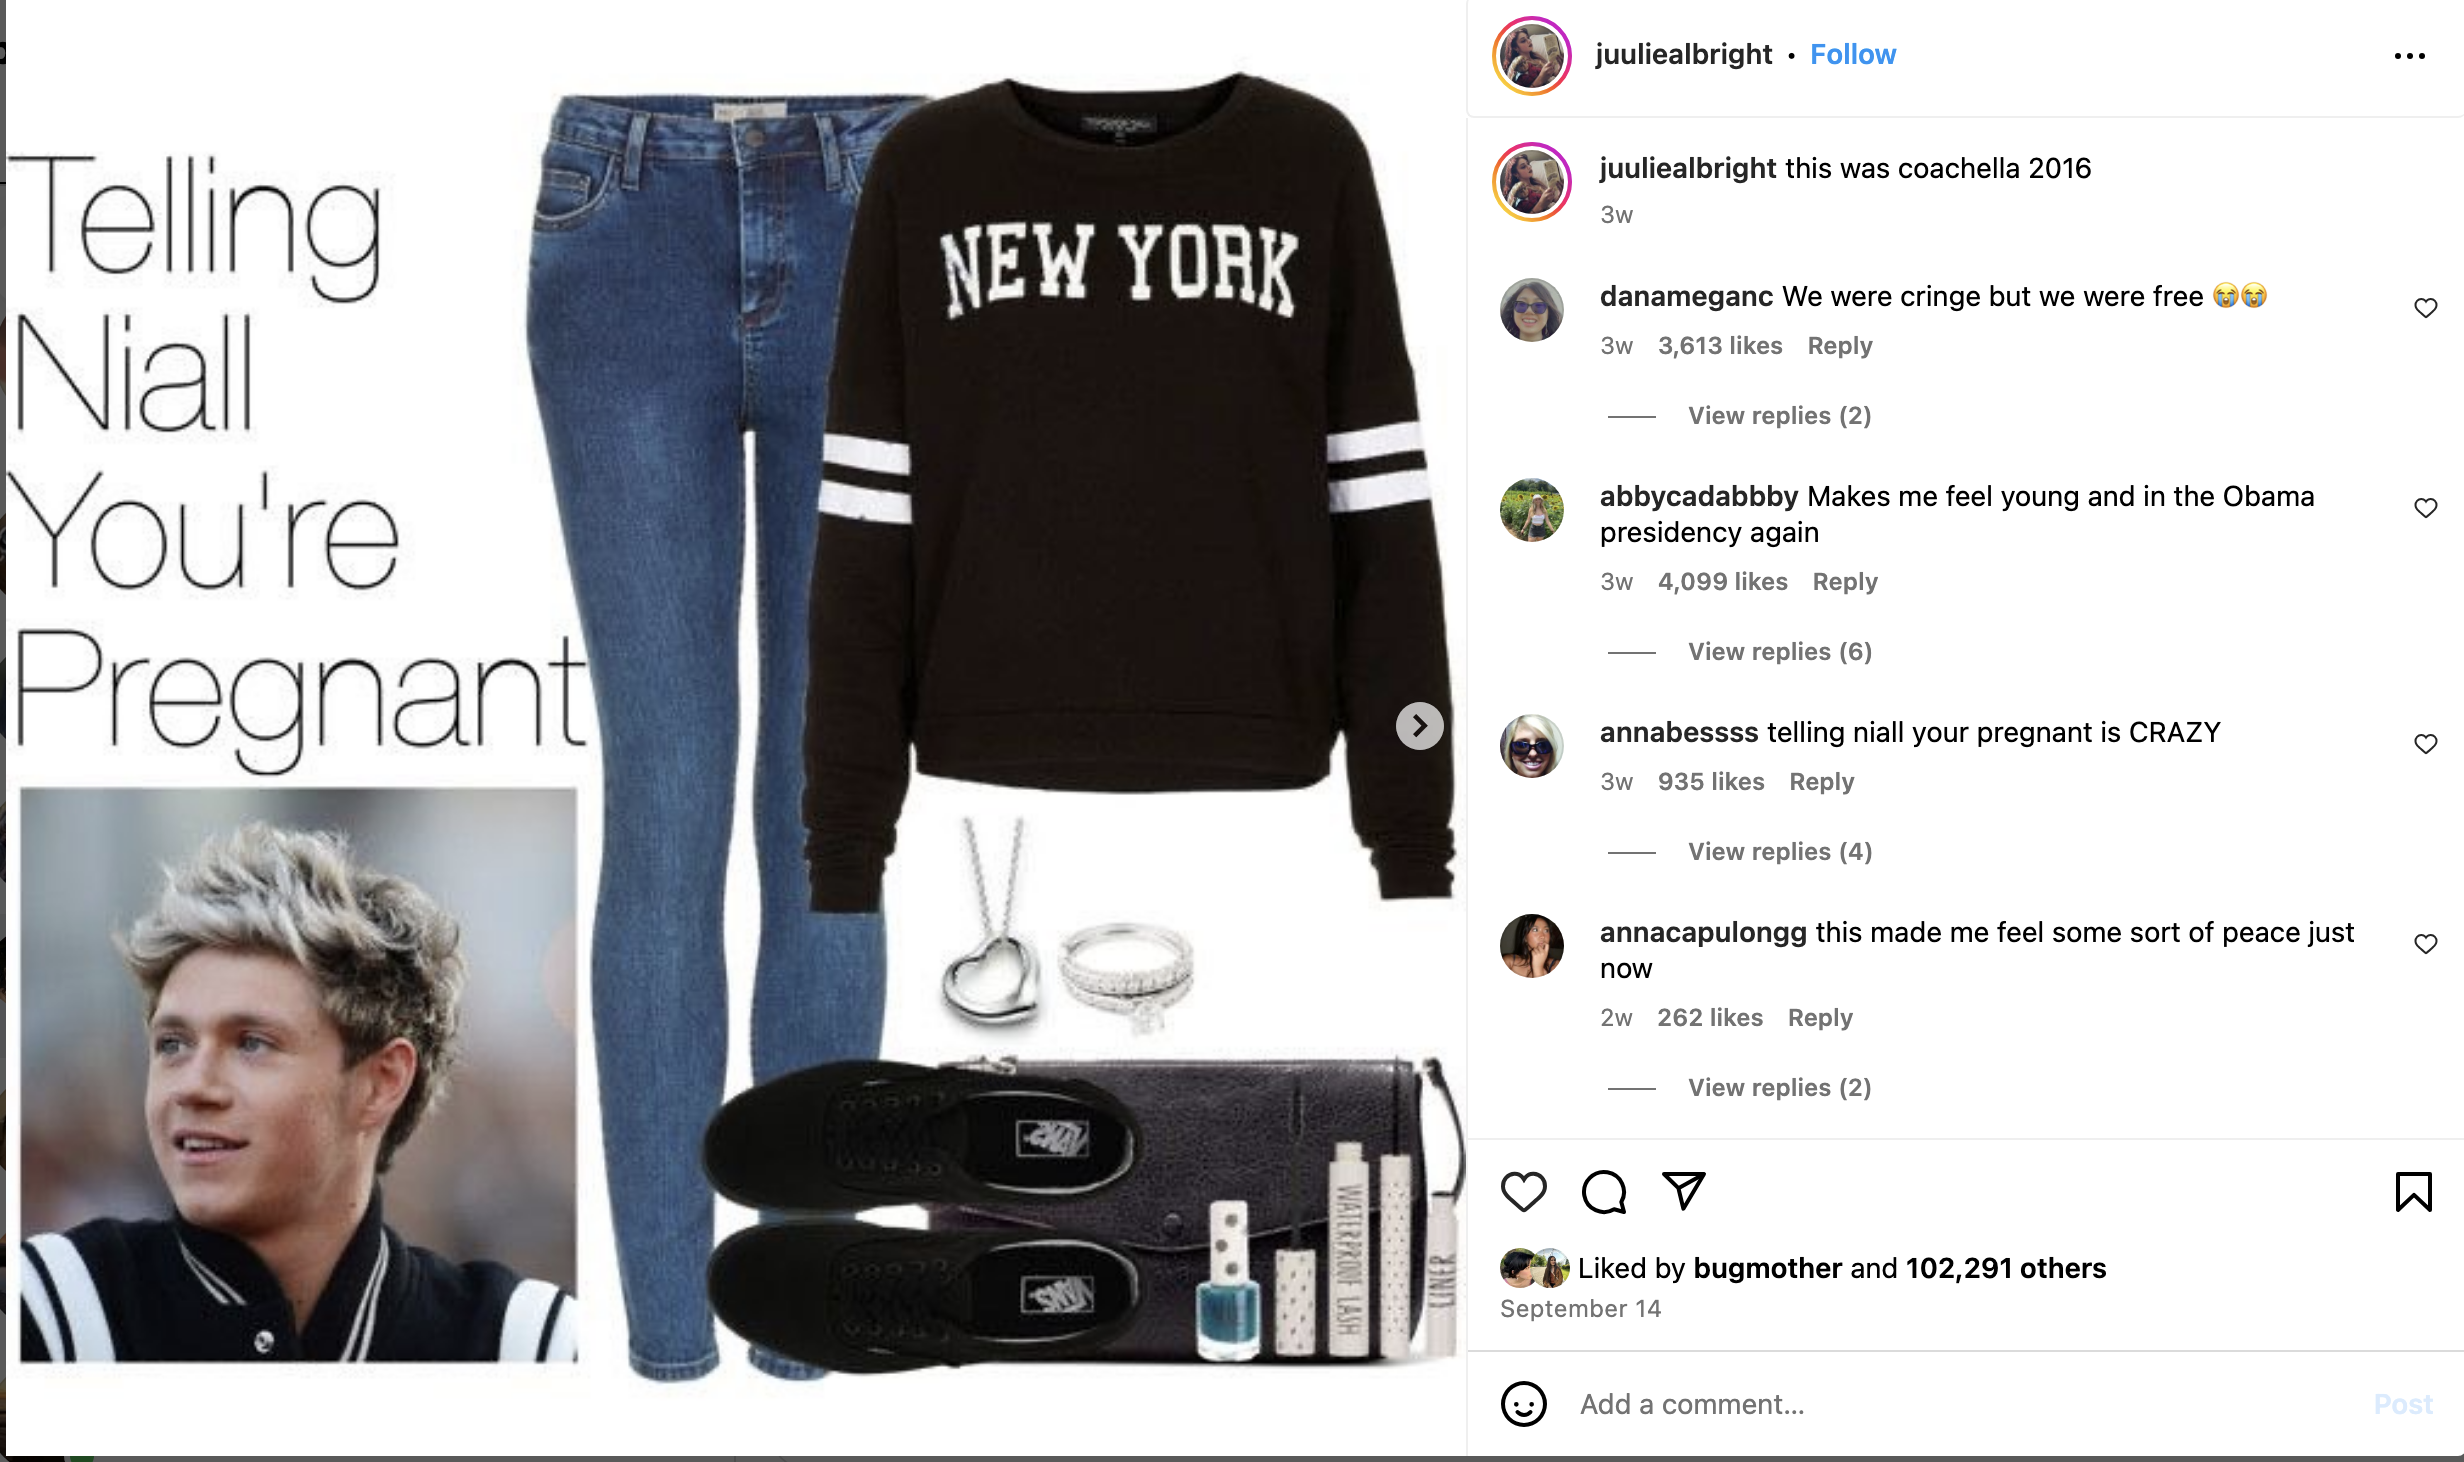 Telling
Niall
You're
Pregnant
NEW YORK
VANS
VANS
WATERPROOF LASH
LINER
juuliealbright • Follow
juuliealbright this was coachella 2016
3w
danameganc We were cringe but we were free 😭😭
3w 3,613 likes Reply
View replies (2)
abbycadabbby Makes me feel young and in the Obama
presidency again
3w 4,099 likes Reply
View replies (6)
annabessss telling niall your pregnant is CRAZY
3w 935 likes Reply
View replies (4)
annacapulongg this made me feel some sort of peace just
now
2w 262 likes Reply
View replies (2)
Liked by bugmother and 102,291 others
September 14
Add a comment...
Post